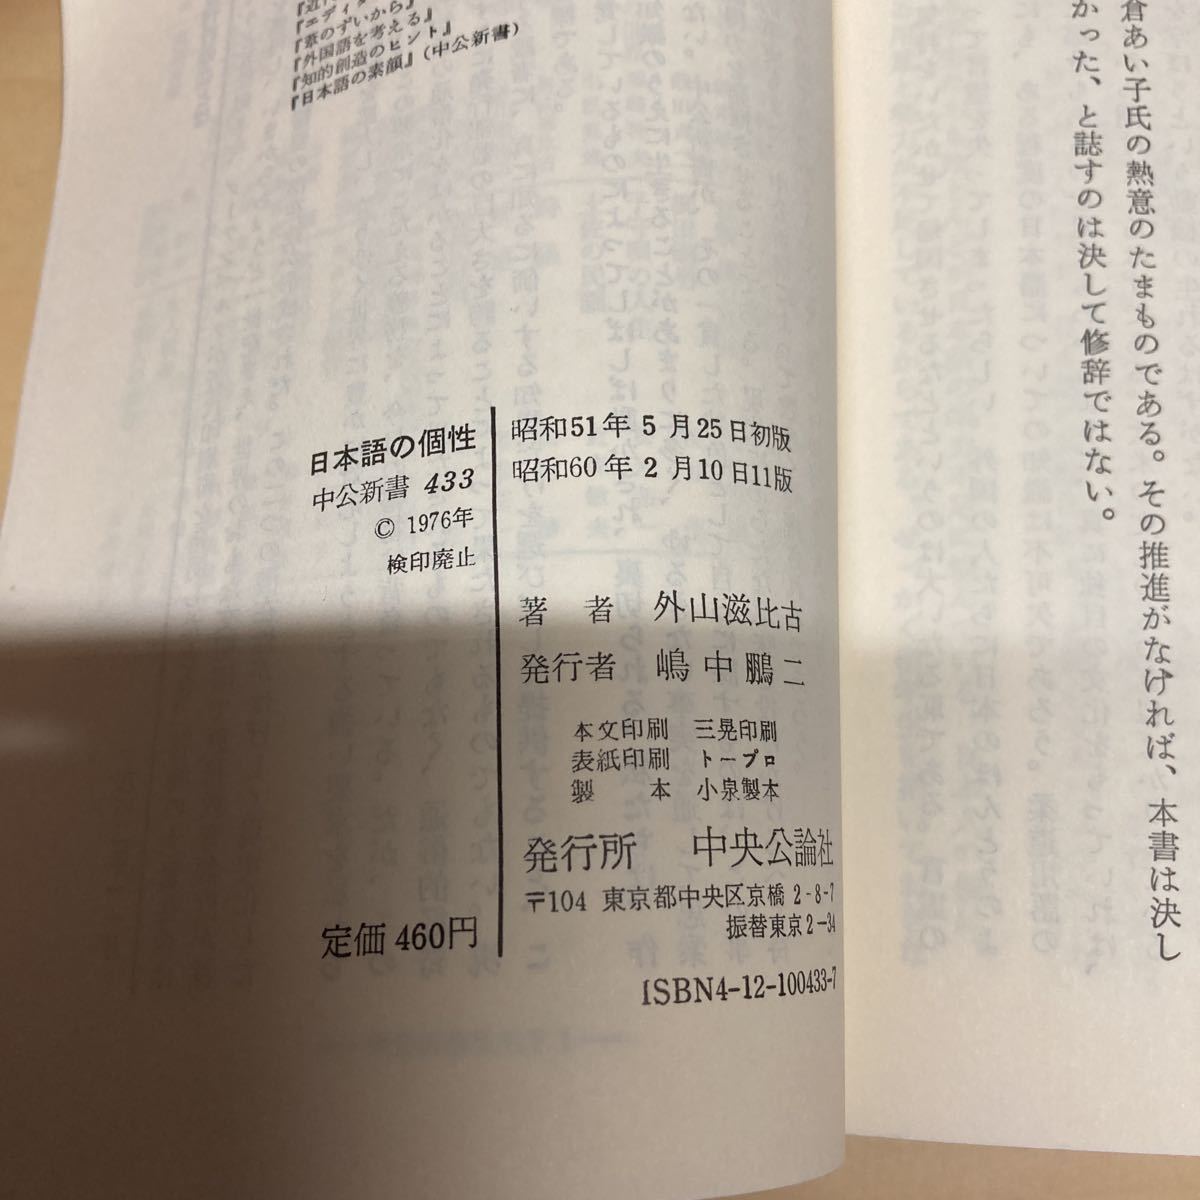 倉あい子氏の熱意のたまものである。その推進がなければ、本書は決し
かった、と誌すのは決して修辞ではない。
『葦のずいから』
『外国語を考える』
『知的創造のヒント』
『日本語の素顔』(中公新書)
日本語の個性
中公新書 433
© 1976年
検印廃止
定価 460円
昭和51年 5 月25日初版
昭和60年 2 月10日11版
著 者 外山滋比古
発行者 嶋中鵬二
本文印刷 三晃印刷
表紙印刷 トープロ
製 本 小泉製本
発行所 中央公論社
〒104 東京都中央区京橋 2-8-7
振替東京 2-34
ISBN4-12-100433-7